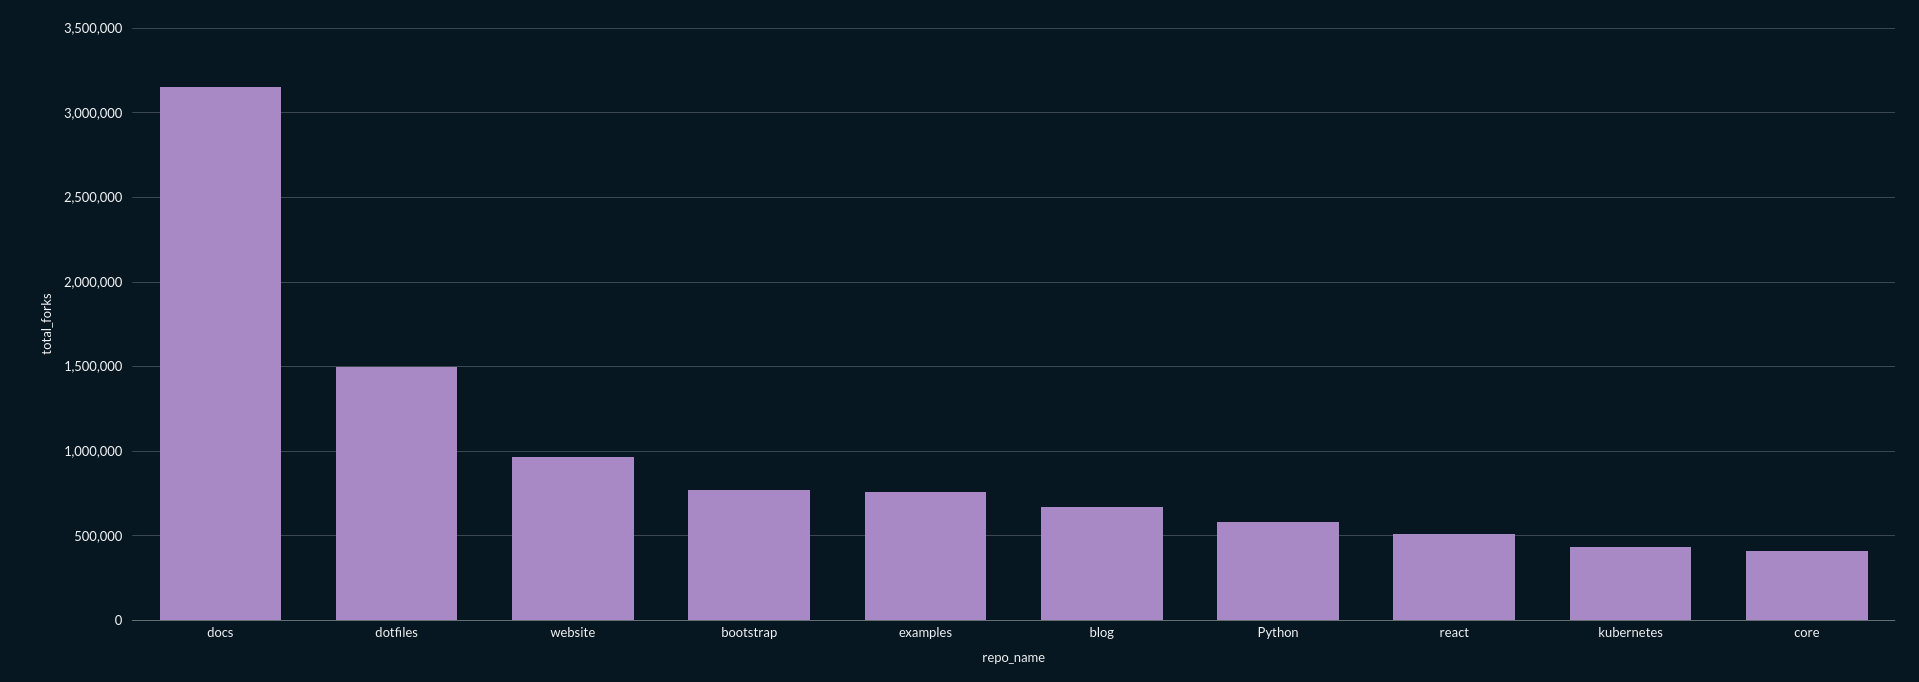 3,500,000
3,000,000
2,500,000
2,000,000
1,500,000
1,000,000
500,000
0
total_forks
docs dotfiles website bootstrap examples blog Python react kubernetes core
repo_name